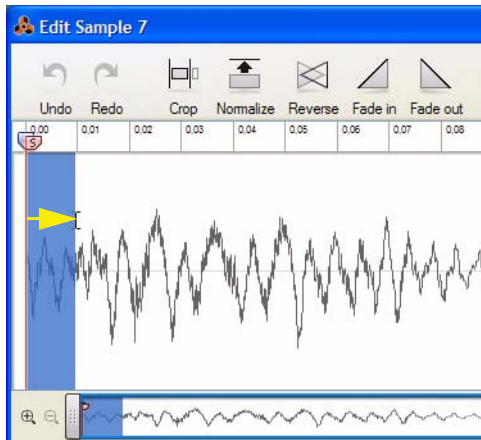 Edit Sample 7
Undo Redo Crop Normalize Reverse Fade in Fade out
0,00 0,01 0,02 0,03 0,04 0,05 0,06 0,07 0,08
S